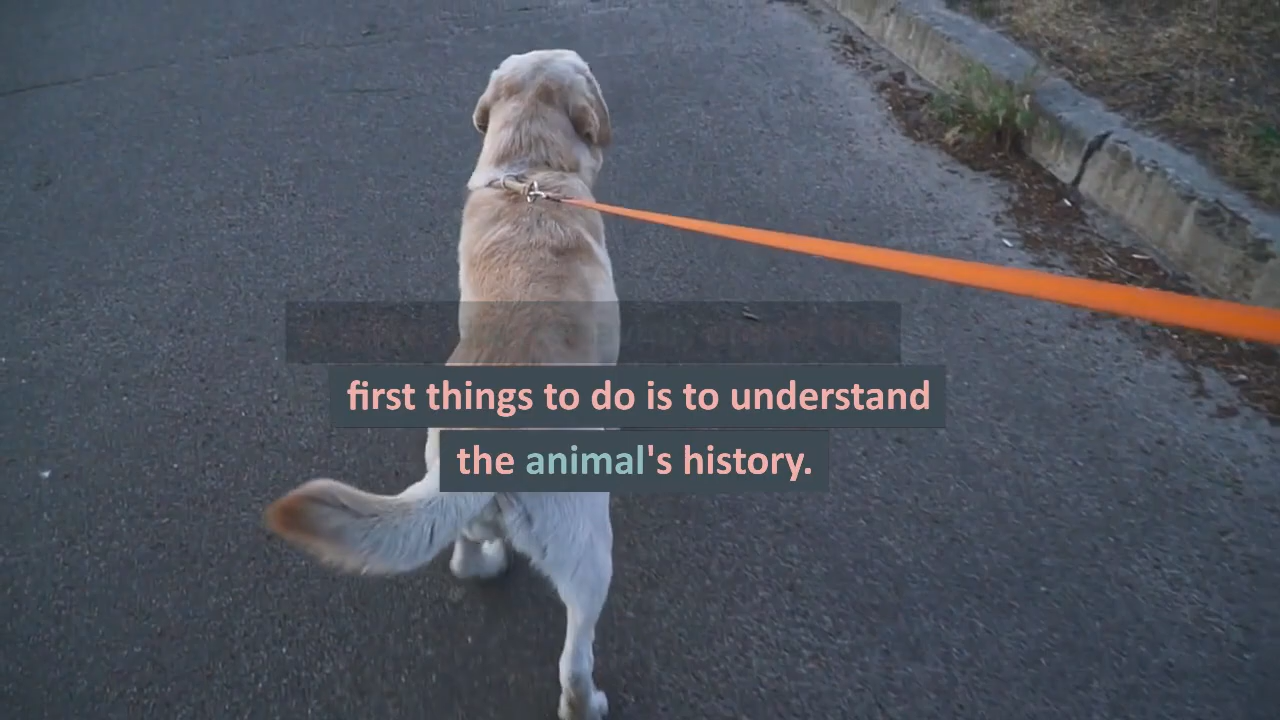 first things to do is to understand
the animal's history.